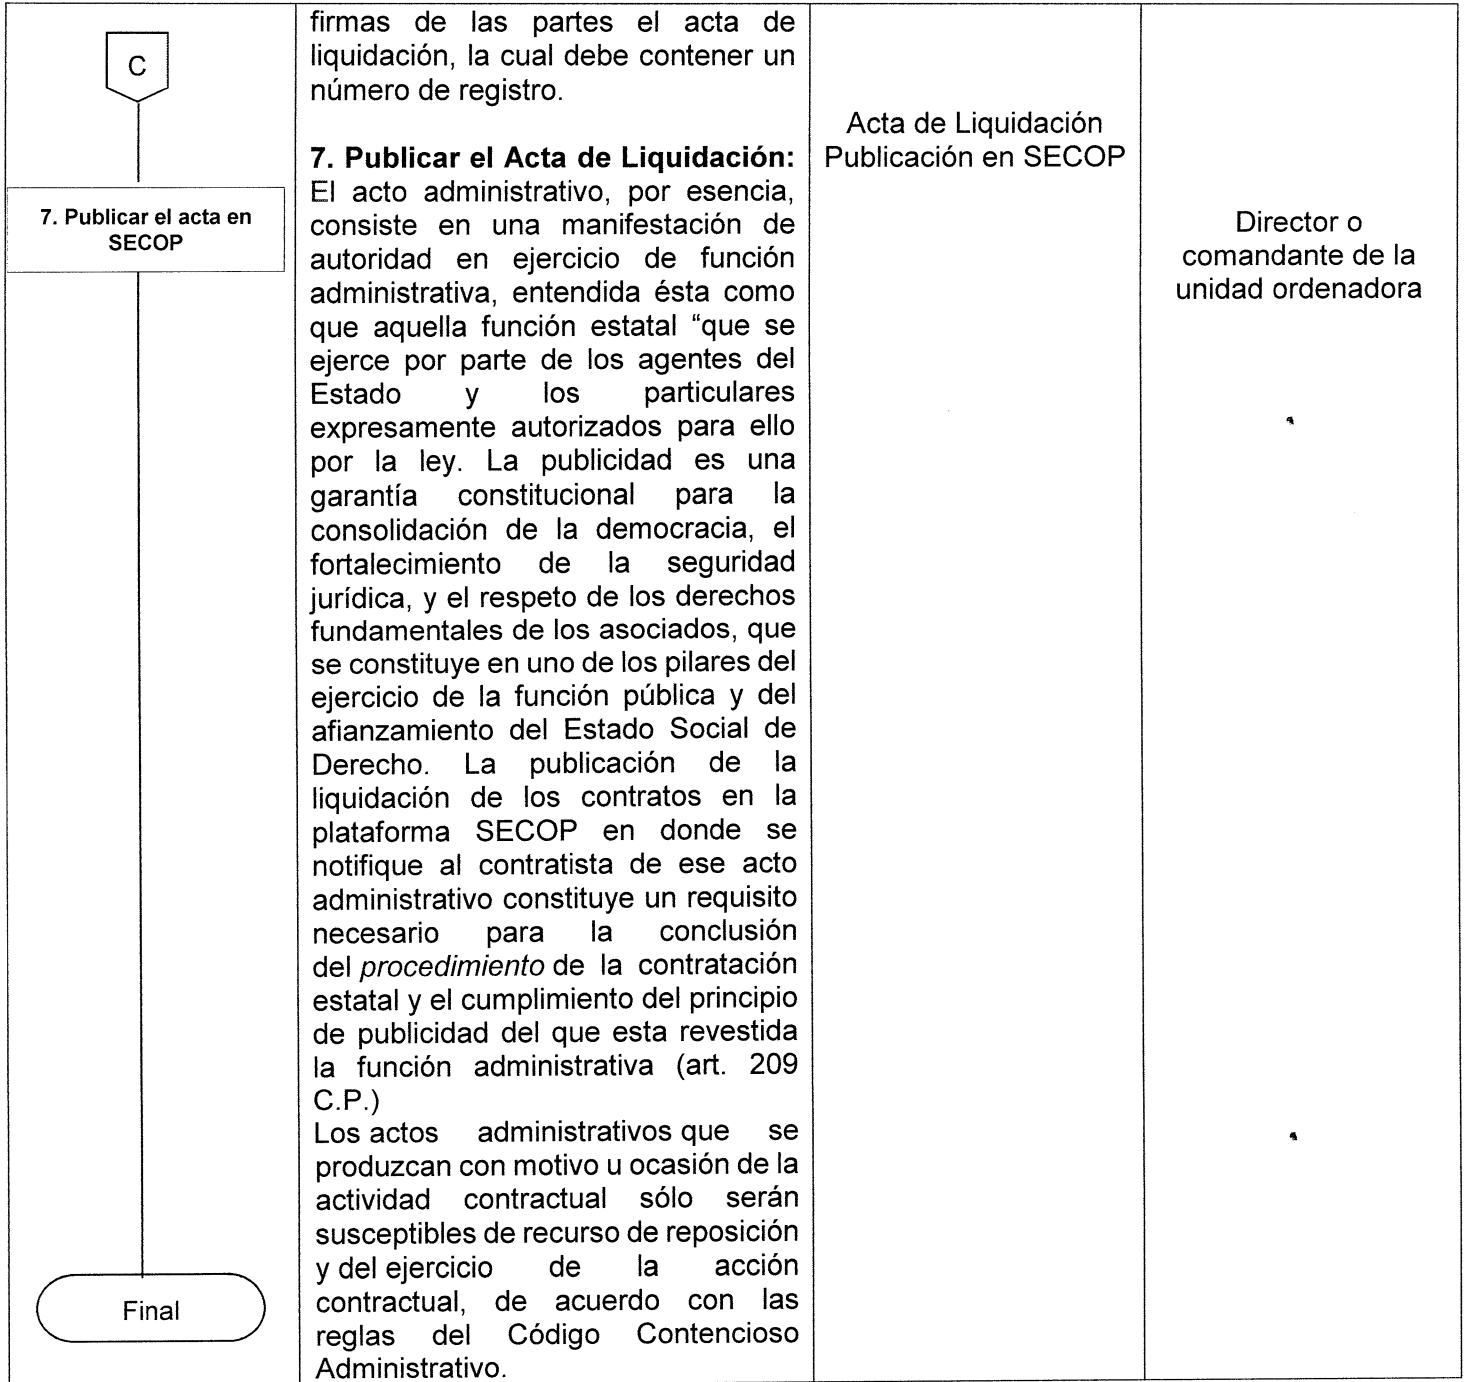 C
7. Publicar el acta en
SECOP
Final
firmas de las partes el acta de
liquidación, la cual debe contener un
número de registro.
7. Publicar el Acta de Liquidación:
El acto administrativo, por esencia,
consiste en una manifestación de
autoridad en ejercicio de función
administrativa, entendida ésta como
que aquella función estatal “que se
ejerce por parte de los agentes del
Estado y los particulares
expresamente autorizados para ello
por la ley. La publicidad es una
garantía constitucional para la
consolidación de la democracia, el
fortalecimiento de la seguridad
jurídica, y el respeto de los derechos
fundamentales de los asociados, que
se constituye en uno de los pilares del
ejercicio de la función pública y del
afianzamiento del Estado Social de
Derecho. La publicación de la
liquidación de los contratos en la
plataforma SECOP en donde se
notifique al contratista de ese acto
administrativo constituye un requisito
necesario para la conclusión
del procedimiento de la contratación
estatal y el cumplimiento del principio
de publicidad del que esta revestida
la función administrativa (art. 209
C.P.)
Los actos administrativos que se
produzcan con motivo u ocasión de la
actividad contractual sólo serán
susceptibles de recurso de reposición
y del ejercicio de la acción
contractual, de acuerdo con las
reglas del Código Contencioso
Administrativo.
Acta de Liquidación
Publicación en SECOP
Director o
comandante de la
unidad ordenadora